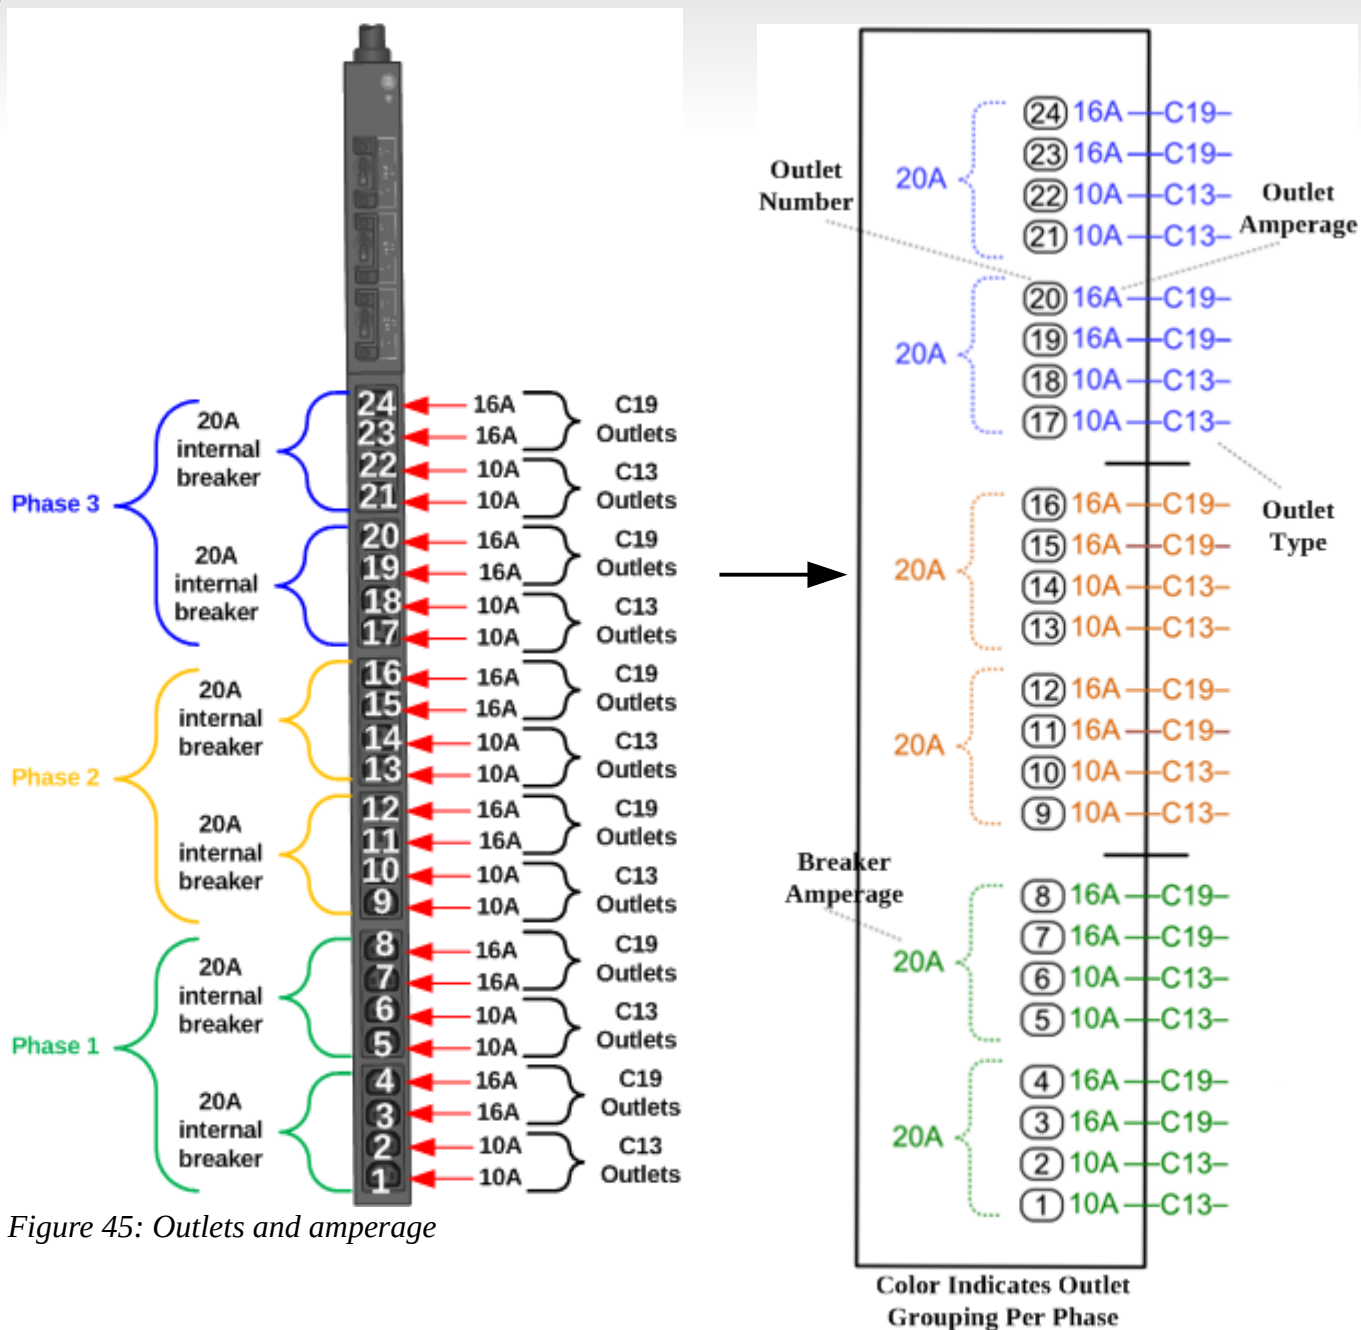 Phase 3
20A
internal
breaker
20A
internal
breaker
Phase 2
20A
internal
breaker
20A
internal
breaker
Phase 1
20A
internal
breaker
20A
internal
breaker
24 16A
23 16A
C19
Outlets
22 10A
21 10A
C13
Outlets
20 16A
19 16A
C19
Outlets
18 10A
17 10A
C13
Outlets
16 16A
15 16A
C19
Outlets
14 10A
13 10A
C13
Outlets
12 16A
11 16A
C19
Outlets
10 10A
9 10A
C13
Outlets
8 16A
7 16A
C19
Outlets
6 10A
5 10A
C13
Outlets
4 16A
3 16A
C19
Outlets
2 10A
1 10A
C13
Outlets
Figure 45: Outlets and amperage
Outlet
Number
Outlet
Amperage
Outlet
Type
Breaker
Amperage
20A
24 16A C19
23 16A C19
22 10A C13
21 10A C13
20A
20 16A C19
19 16A C19
18 10A C13
17 10A C13
20A
16 16A C19
15 16A C19
14 10A C13
13 10A C13
20A
12 16A C19
11 16A C19
10 10A C13
9 10A C13
20A
8 16A C19
7 16A C19
6 10A C13
5 10A C13
20A
4 16A C19
3 16A C19
2 10A C13
1 10A C13
Color Indicates Outlet
Grouping Per Phase